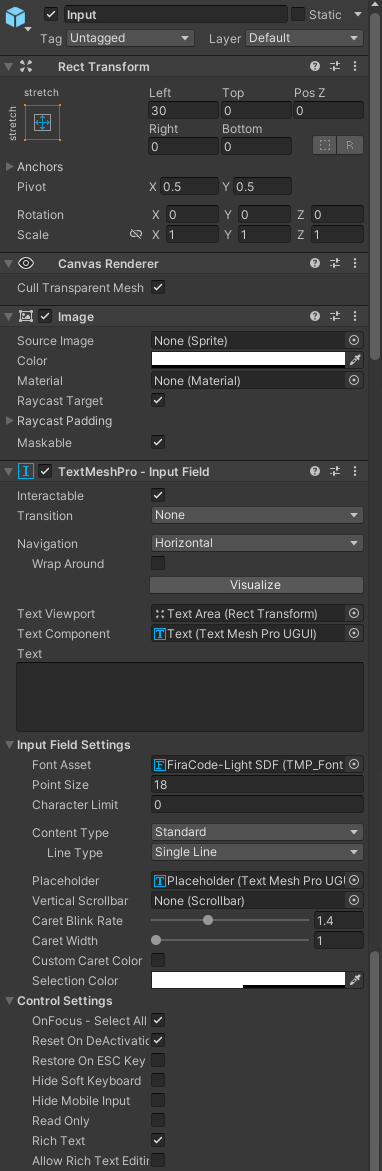 Input Static
Tag Untagged Layer Default
Rect Transform
stretch Left Top Pos Z
stretch 30 0 0
Right Bottom
0 0 R
Anchors
Pivot X 0.5 Y 0.5
Rotation X 0 Y 0 Z 0
Scale X 1 Y 1 Z 1
Canvas Renderer
Cull Transparent Mesh
Image
Source Image None (Sprite)
Color
Material None (Material)
Raycast Target
Raycast Padding
Maskable
TextMeshPro - Input Field
Interactable
Transition None
Navigation Horizontal
Wrap Around
Visualize
Text Viewport Text Area (Rect Transform)
Text Component Text (Text Mesh Pro UGUI)
Text
Input Field Settings
Font Asset FiraCode-Light SDF (TMP_Font
Point Size 18
Character Limit 0
Content Type Standard
Line Type Single Line
Placeholder Placeholder (Text Mesh Pro UGU
Vertical Scrollbar None (Scrollbar)
Caret Blink Rate 1.4
Caret Width 1
Custom Caret Color
Selection Color
Control Settings
OnFocus - Select All
Reset On DeActivatio
Restore On ESC Key
Hide Soft Keyboard
Hide Mobile Input
Read Only
Rich Text
Allow Rich Text Editin